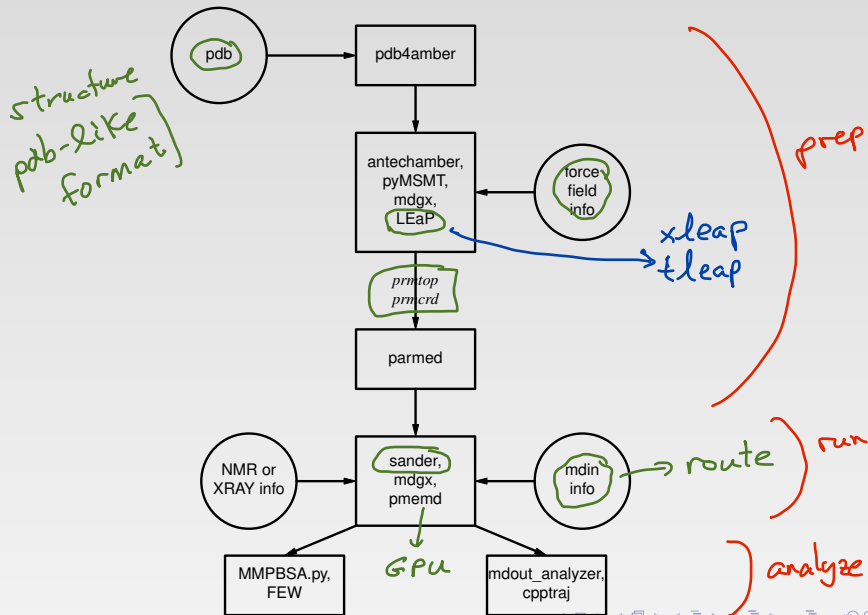 pdb
pdb4amber
structure
pdb-like
format
prep
antechamber,
pyMSMT,
mdgx,
LEaP
force
field
info
xleap
tleap
prmtop
prmcrd
parmed
NMR or
XRAY info
sander,
mdgx,
pmemd
mdin
info
route
run
MMPBSA.py,
FEW
GPU
mdout_analyzer,
cpptraj
analyze